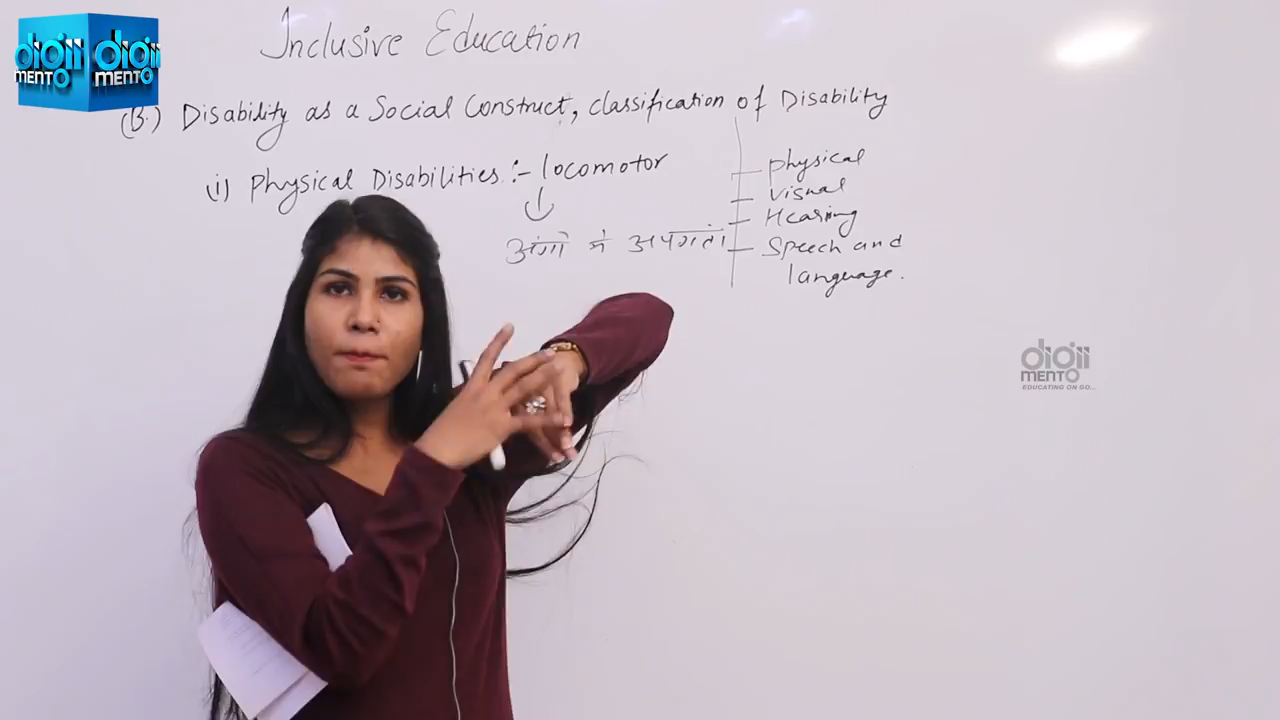 digii digii
MENTO MENTO
Inclusive Education
(B.) Disability as a Social Construct, classification of Disability
(i) Physical Disabilities :- locomotor
अंगो में अपंगता
physical
Visual
Hearing
Speech and
language.
digii
MENTO
EDUCATING ON GO...